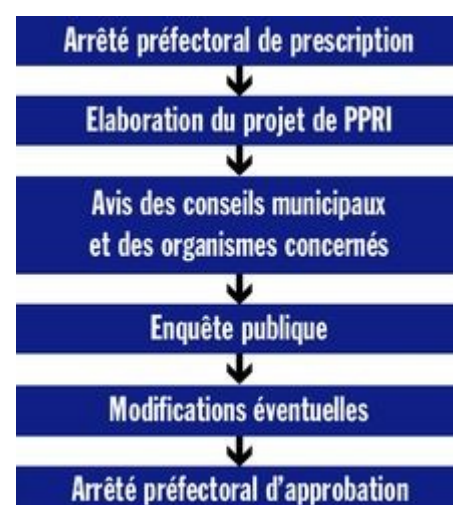 Arrêté préfectoral de prescription
Elaboration du projet de PPRI
Avis des conseils municipaux
et des organismes concernés
Enquête publique
Modifications éventuelles
Arrêté préfectoral d'approbation